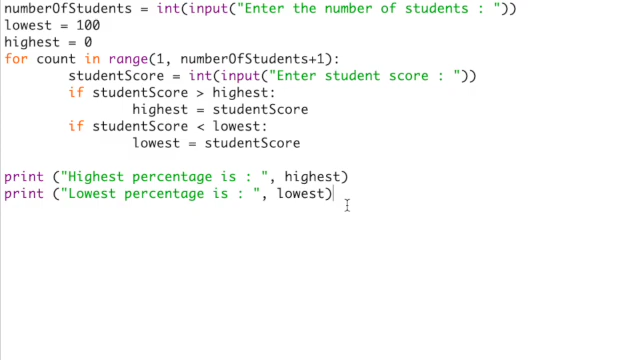 numberOfStudents = int(input("Enter the number of students : "))
lowest = 100
highest = 0
for count in range(1, numberOfStudents+1):
        studentScore = int(input("Enter student score : "))
        if studentScore > highest:
                highest = studentScore
        if studentScore < lowest:
                lowest = studentScore

print ("Highest percentage is : ", highest)
print ("Lowest percentage is : ", lowest)